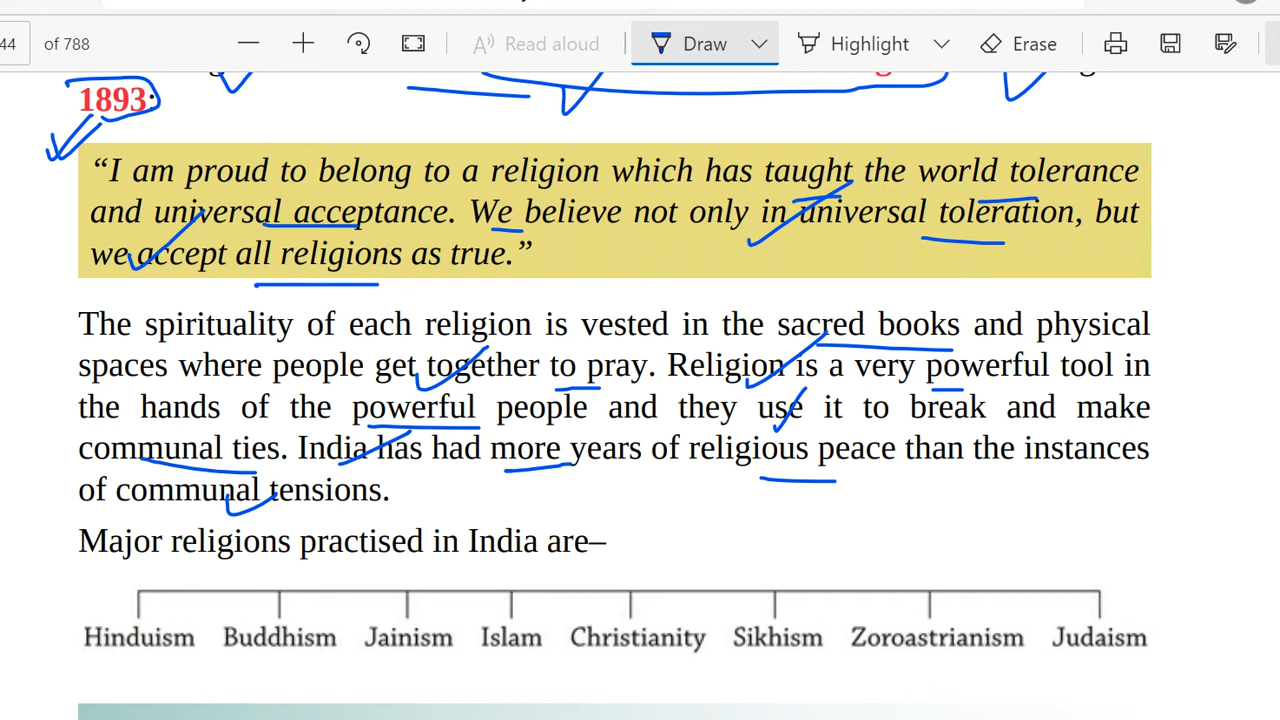 44 of 788 Read aloud Draw Highlight Erase
1893:
“I am proud to belong to a religion which has taught the world tolerance
and universal acceptance. We believe not only in universal toleration, but
we accept all religions as true.”
The spirituality of each religion is vested in the sacred books and physical
spaces where people get together to pray. Religion is a very powerful tool in
the hands of the powerful people and they use it to break and make
communal ties. India has had more years of religious peace than the instances
of communal tensions.
Major religions practised in India are–
Hinduism Buddhism Jainism Islam Christianity Sikhism Zoroastrianism Judaism